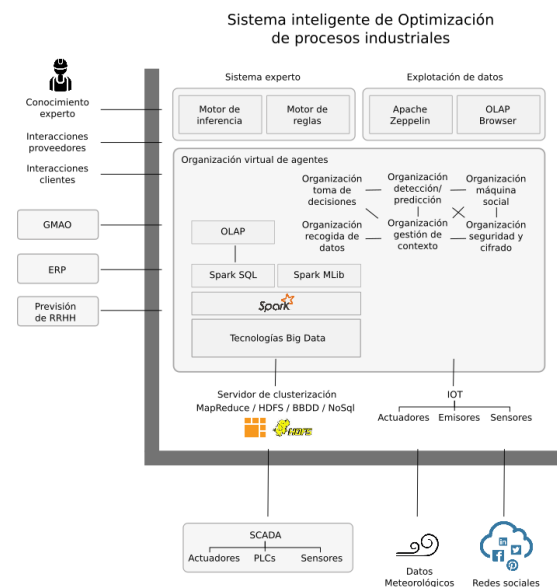 Sistema inteligente de Optimización
de procesos industriales
Sistema experto
Explotación de datos
Motor de
inferencia
Motor de
reglas
Apache
Zeppelin
OLAP
Browser
Conocimiento
experto
Interacciones
proveedores
Interacciones
clientes
GMAO
ERP
Previsión
de RRHH
Organización virtual de agentes
Organización
toma de
decisiones
Organización
detección/
predicción
Organización
máquina
social
Organización
recogida de
datos
Organización
gestión de
contexto
Organización
seguridad y
cifrado
OLAP
Spark SQL
Spark MLib
Spark
Tecnologías Big Data
Servidor de clusterización
MapReduce / HDFS / BBDD / NoSql
HDFS
IOT
Actuadores
Emisores
Sensores
SCADA
Actuadores
PLCs
Sensores
Datos
Meteorológicos
Redes sociales